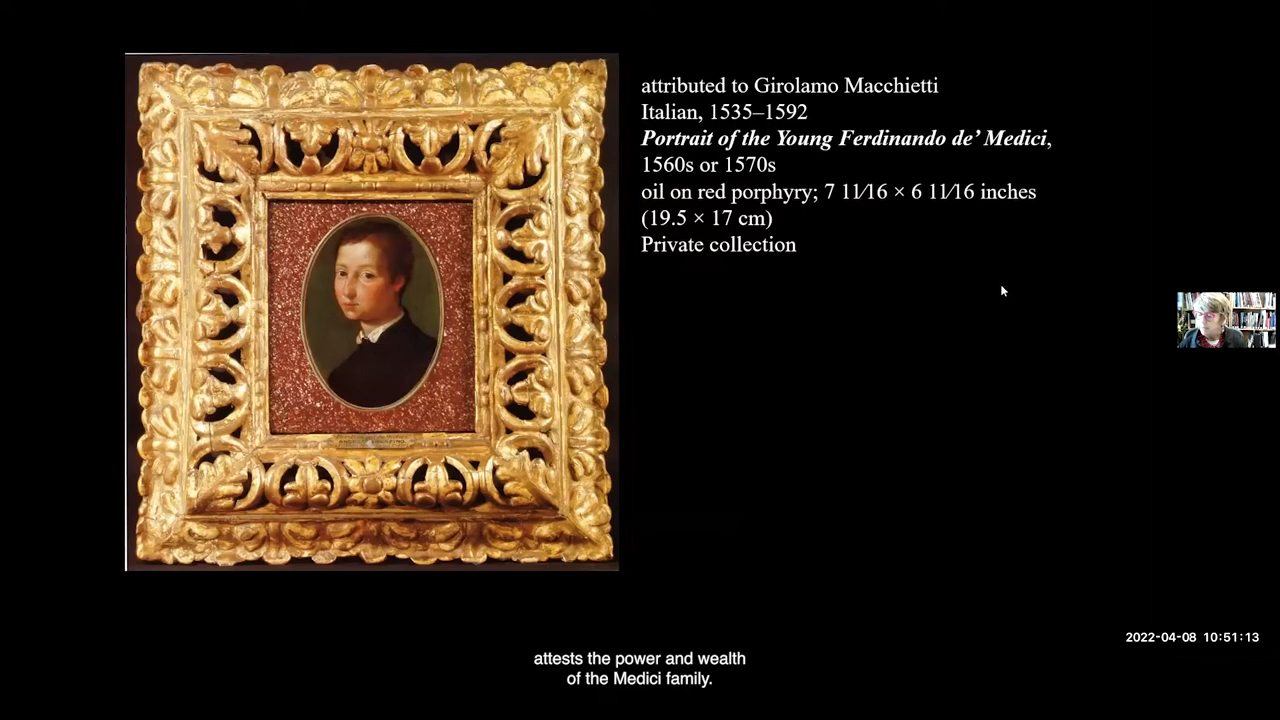 attributed to Girolamo Macchietti
Italian, 1535–1592
Portrait of the Young Ferdinando de’ Medici,
1560s or 1570s
oil on red porphyry; 7 11⁄16 × 6 11⁄16 inches
(19.5 × 17 cm)
Private collection
2022-04-08 10:51:13
attests the power and wealth
of the Medici family.